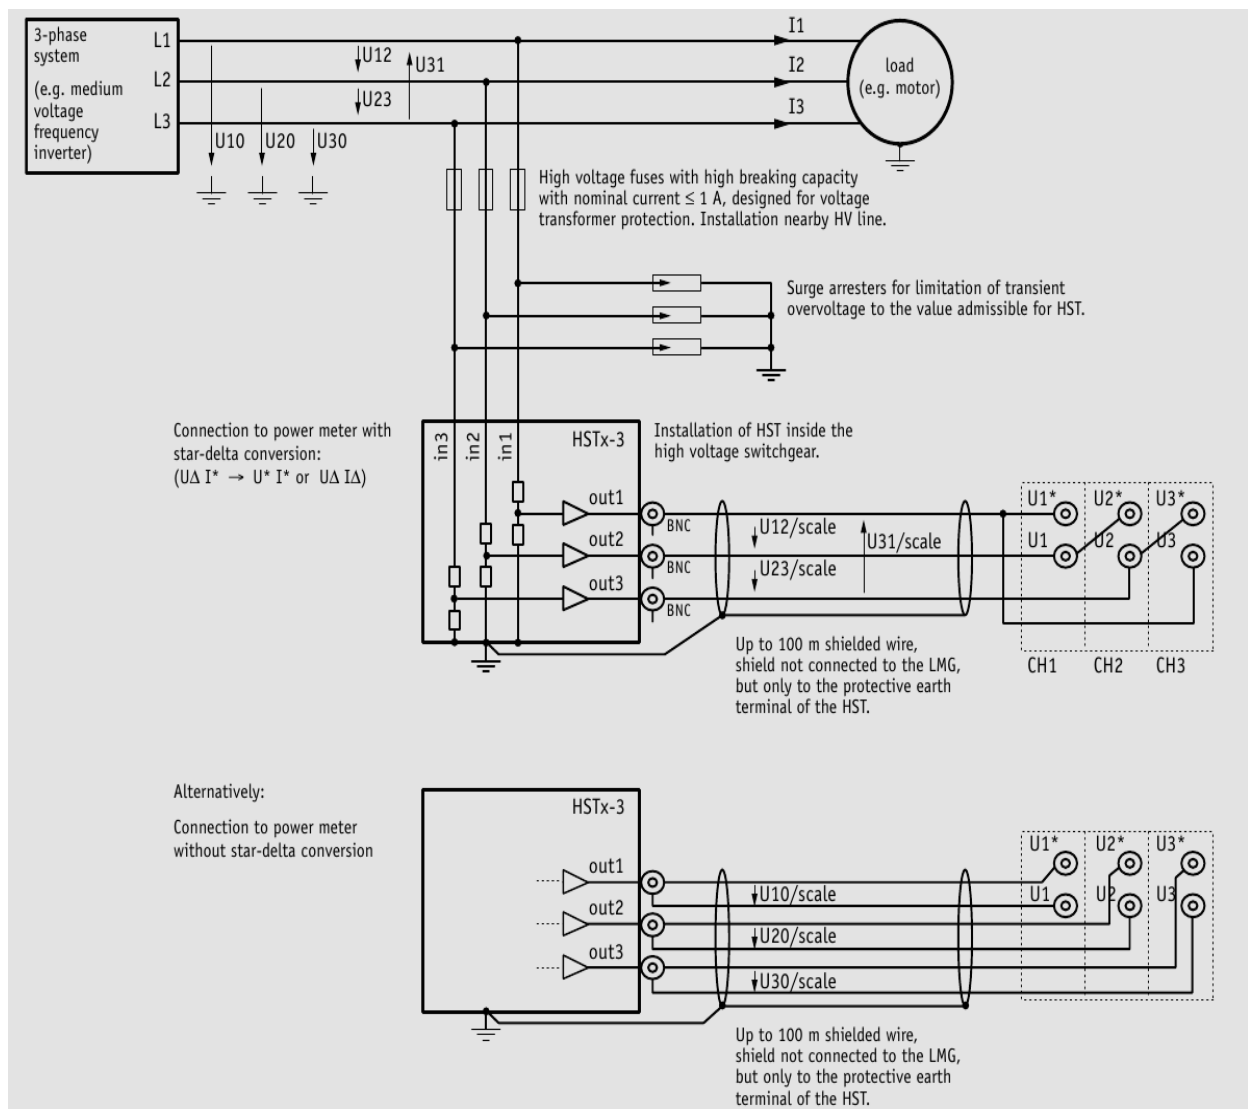 3-phase
system
(e.g. medium
voltage
frequency
inverter)
L1
L2
L3
U12
U31
U23
U10
U20
U30
I1
I2
I3
load
(e.g. motor)
High voltage fuses with high breaking capacity
with nominal current ≤ 1 A, designed for voltage
transformer protection. Installation nearby HV line.
Surge arresters for limitation of transient
overvoltage to the value admissible for HST.
Connection to power meter with
star-delta conversion:
(UΔ I* → U* I* or UΔ IΔ)
in3
in2
in1
HSTx-3
Installation of HST inside the
high voltage switchgear.
out1
out2
out3
BNC
BNC
BNC
U12/scale
U31/scale
U23/scale
U1*
U2*
U3*
U1
U2
U3
CH1
CH2
CH3
Up to 100 m shielded wire,
shield not connected to the LMG,
but only to the protective earth
terminal of the HST.
Alternatively:
Connection to power meter
without star-delta conversion
HSTx-3
out1
out2
out3
U10/scale
U20/scale
U30/scale
U1*
U2*
U3*
U1
U2
U3
Up to 100 m shielded wire,
shield not connected to the LMG,
but only to the protective earth
terminal of the HST.